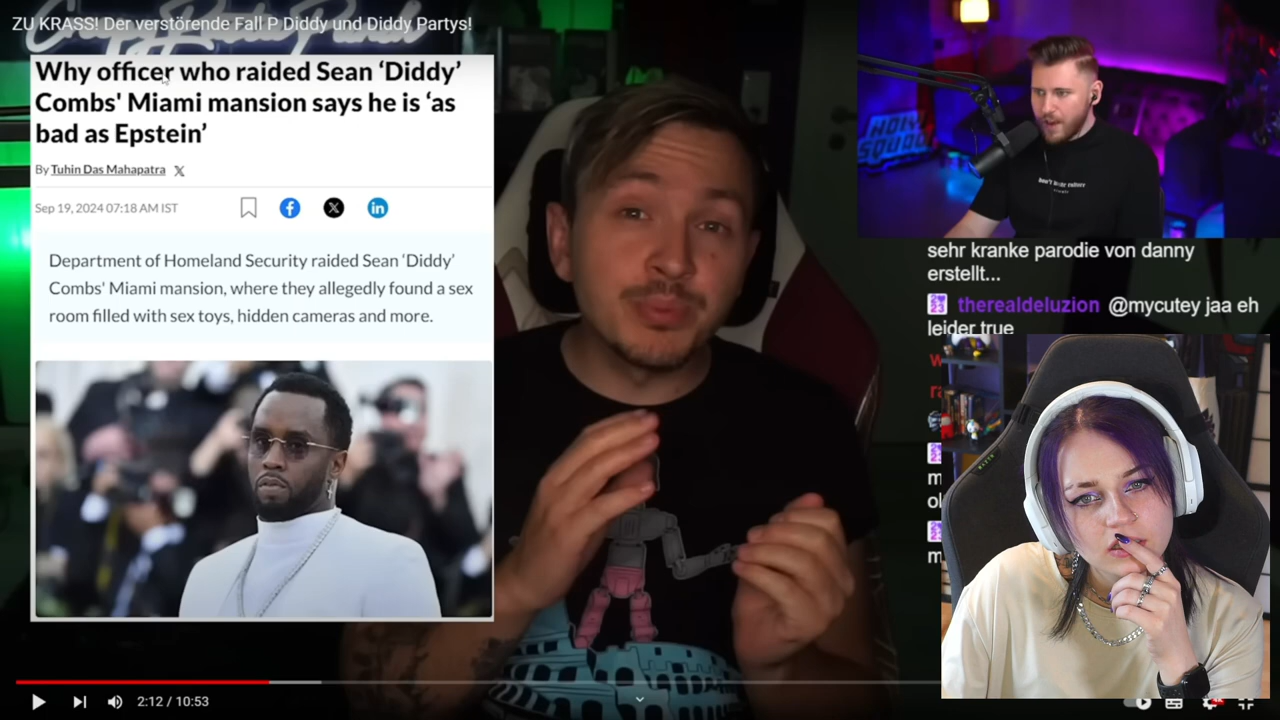 ZU KRASS! Der verstörende Fall P Diddy und Diddy Partys!
Why officer who raided Sean ‘Diddy’
Combs' Miami mansion says he is ‘as
bad as Epstein’
By Tuhin Das Mahapatra
Sep 19, 2024 07:18 AM IST
Department of Homeland Security raided Sean ‘Diddy’
Combs' Miami mansion, where they allegedly found a sex
room filled with sex toys, hidden cameras and more.
HOLY
SQUAD
sehr kranke parodie von danny
erstellt...
therealdeluzion @mycutey jaa eh
leider true
2:12 / 10:53